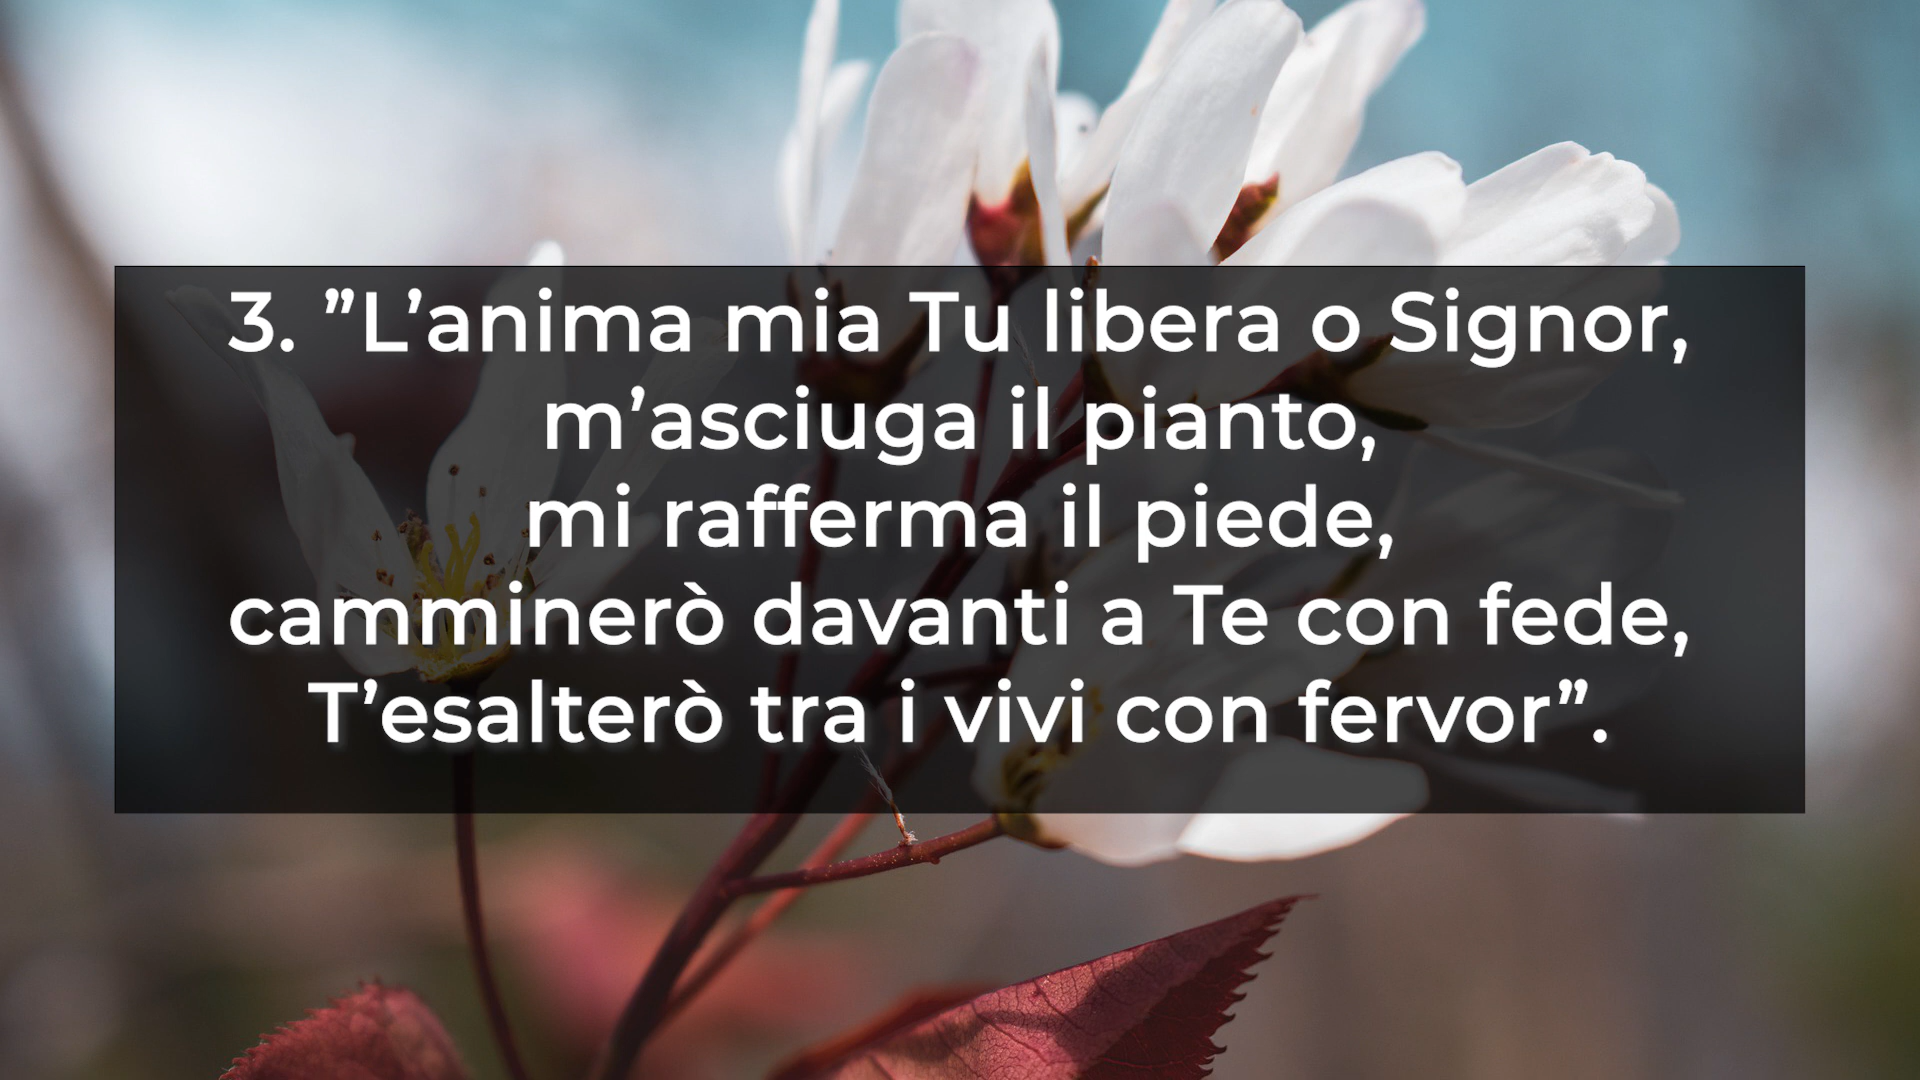 3. ”L’anima mia Tu libera o Signor,
m’asciuga il pianto,
mi rafferma il piede,
camminerò davanti a Te con fede,
T’esalterò tra i vivi con fervor”.